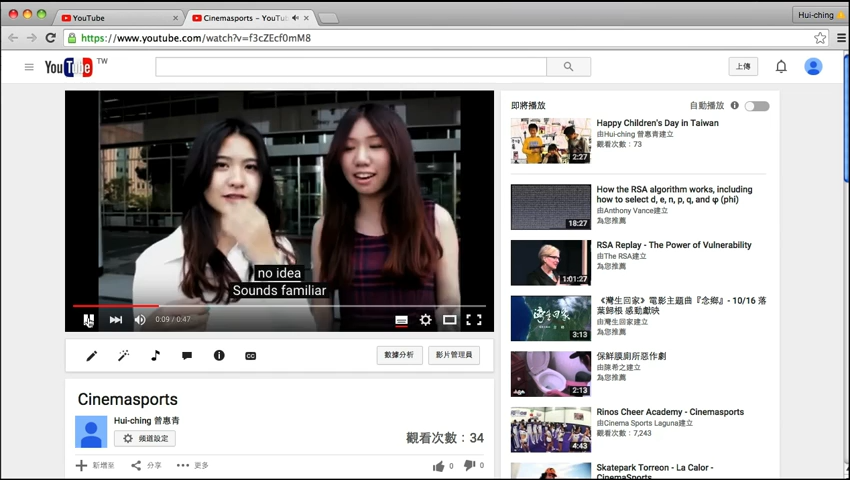 YouTube
Cinemasports - YouTub
Hui-ching
https://www.youtube.com/watch?v=f3cZEcf0mM8
YouTube TW
上傳
no idea
Sounds familiar
0:09 / 0:47
數據分析
影片管理員
Cinemasports
Hui-ching 曾惠青
頻道設定
觀看次數：34
新增至
分享
更多
0
0
即將播放
自動播放
Happy Children's Day in Taiwan
由Hui-ching 曾惠青建立
觀看次數：73
2:27
How the RSA algorithm works, including
how to select d, e, n, p, q, and φ (phi)
由Anthony Vance建立
為您推薦
18:27
RSA Replay - The Power of Vulnerability
由The RSA建立
為您推薦
1:01:27
《灣生回家》電影主題曲『念鄉』- 10/16 落
葉歸根 感動獻映
由灣生回家建立
為您推薦
灣生回家
3:13
保鮮膜廁所惡作劇
由陳希之建立
為您推薦
2:13
Rinos Cheer Academy - Cinemasports
由Cinema Sports Laguna建立
觀看次數：7,243
4:43
Skatepark Torreon - La Calor -
CinemaSports